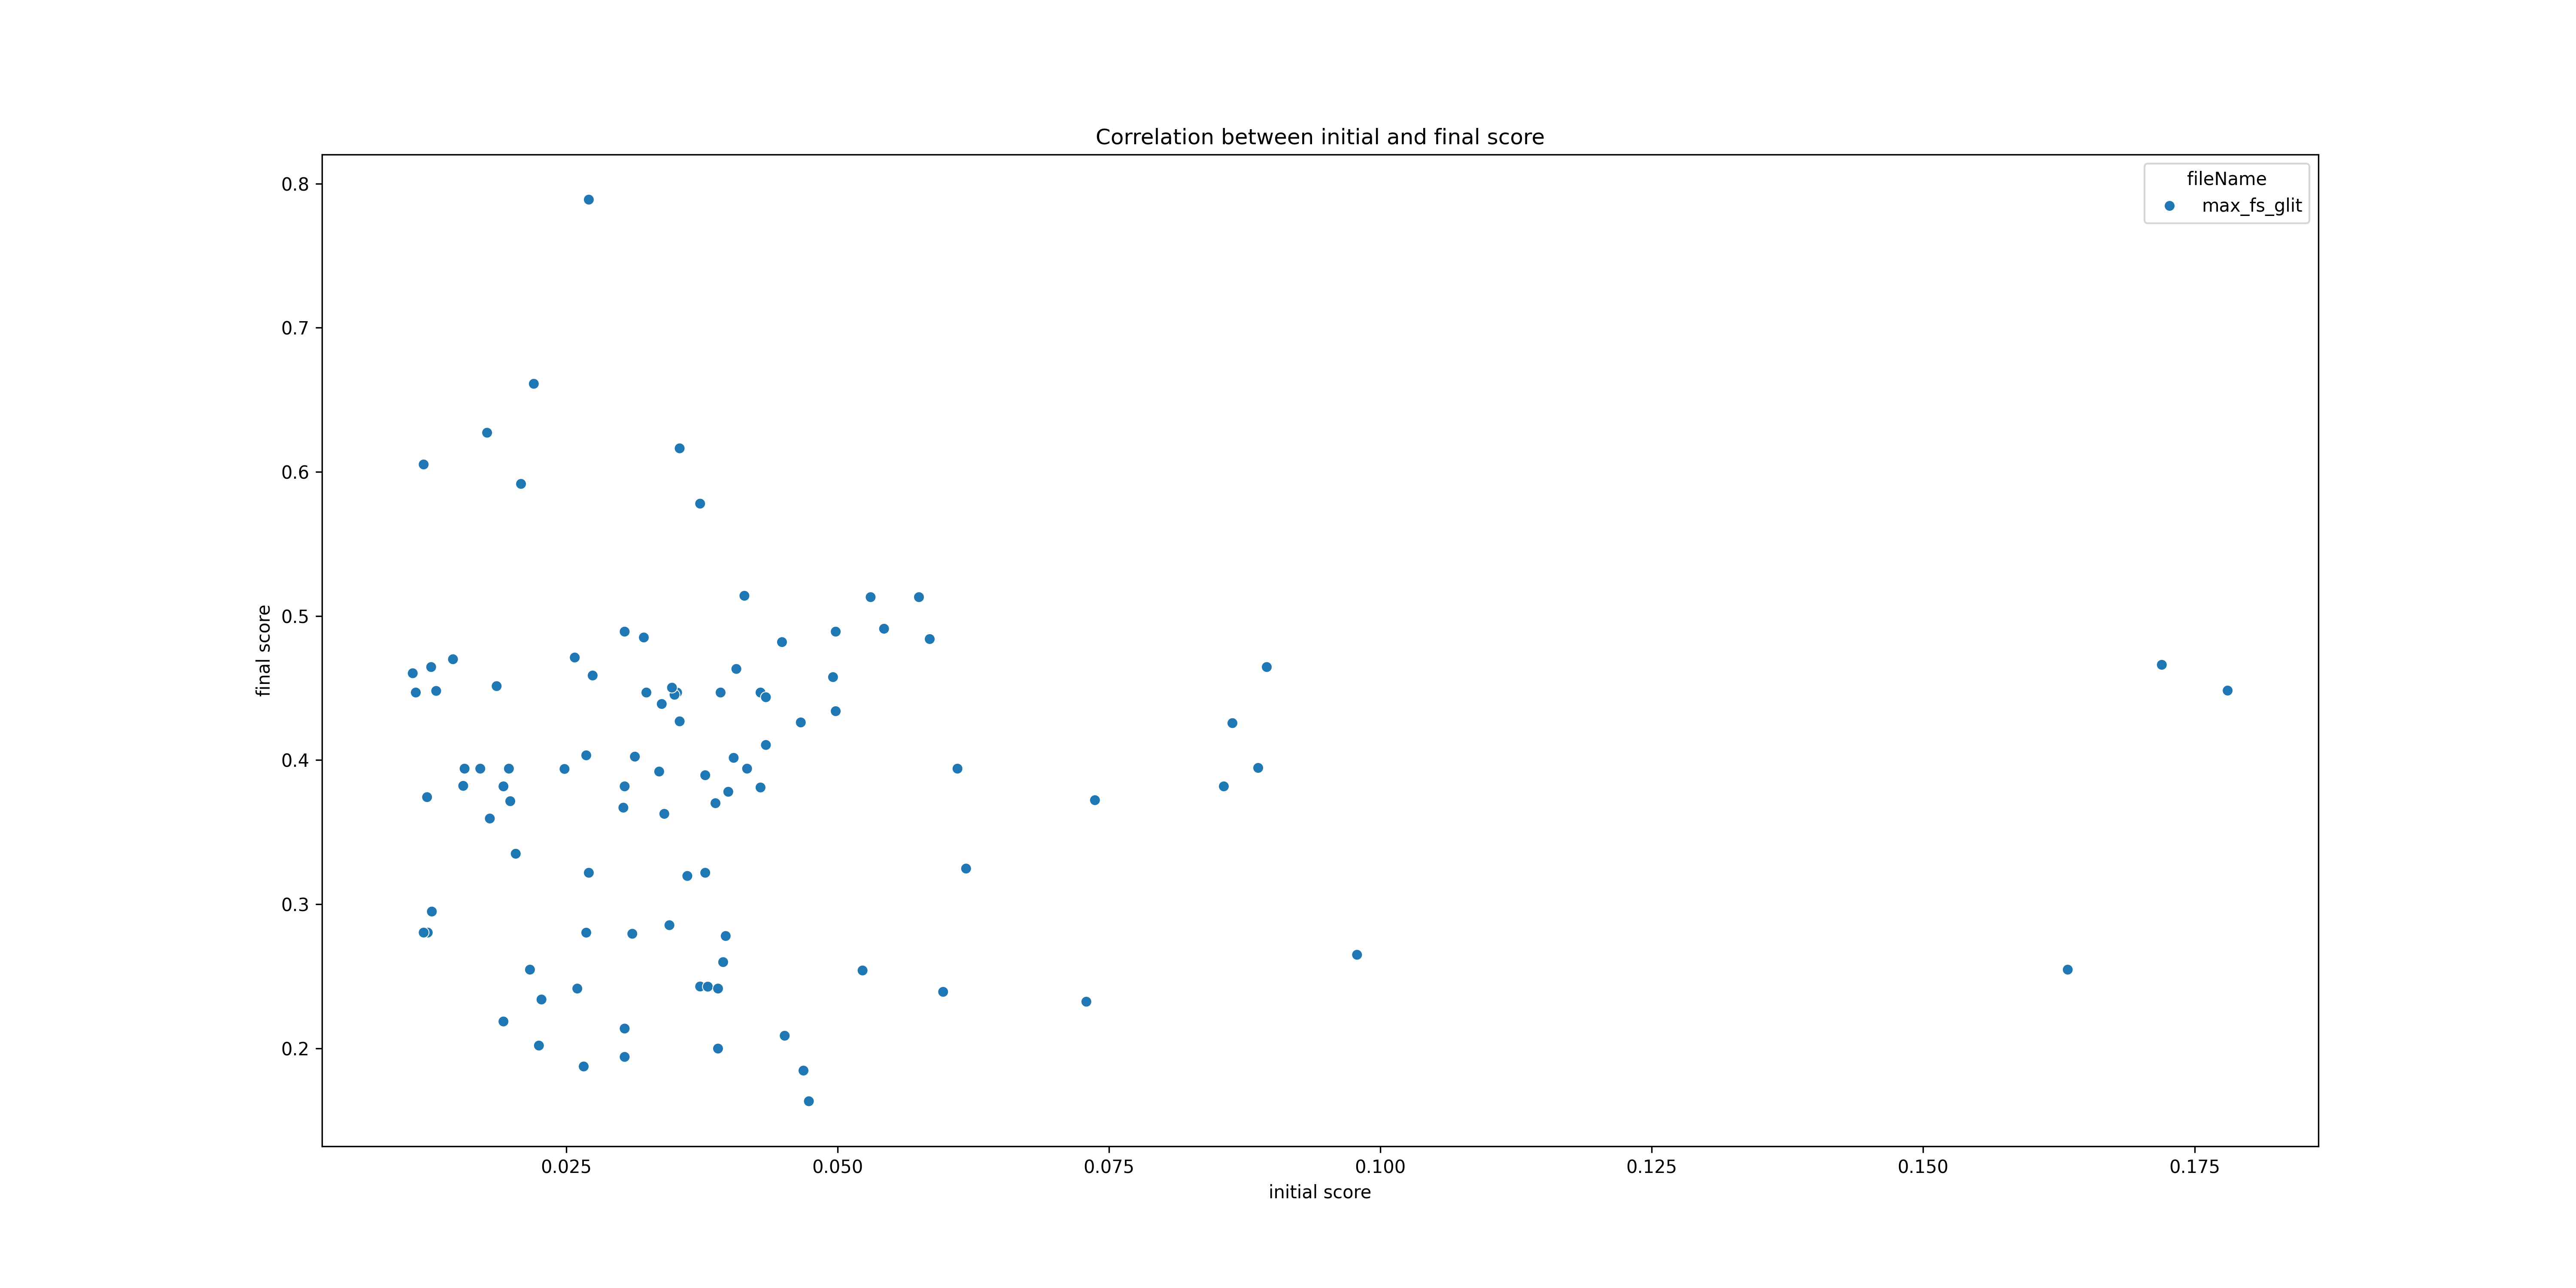 Correlation between initial and final score
fileName
max_fs_glit
0.8
0.7
0.6
0.5
0.4
0.3
0.2
final score
0.025 0.050 0.075 0.100 0.125 0.150 0.175
initial score